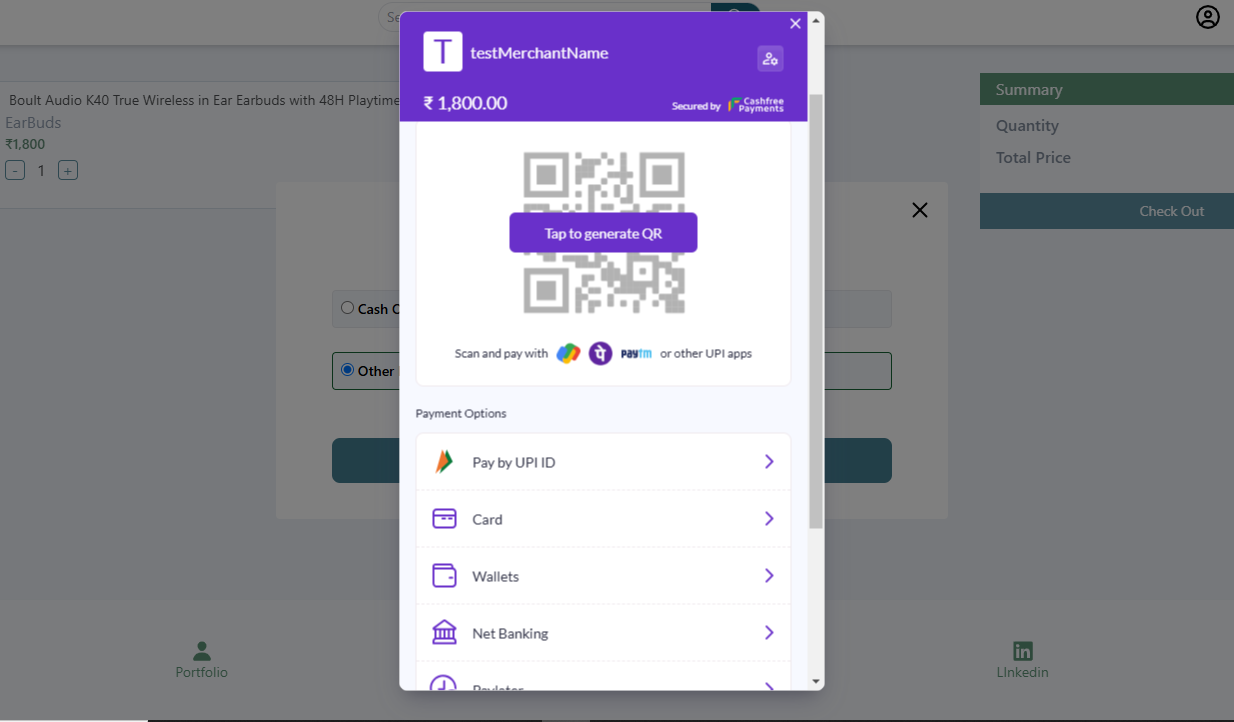 Se
testMerchantName
T
₹ 1,800.00
Secured by Cashfree Payments
Boult Audio K40 True Wireless in Ear Earbuds with 48H Playtime
EarBuds
₹1,800
- 1 +
Summary
Quantity
Total Price
Check Out
Tap to generate QR
Scan and pay with Paytm or other UPI apps
Cash
Other
Payment Options
Pay by UPI ID
Card
Wallets
Net Banking
Paylater
Portfolio
LInkedin